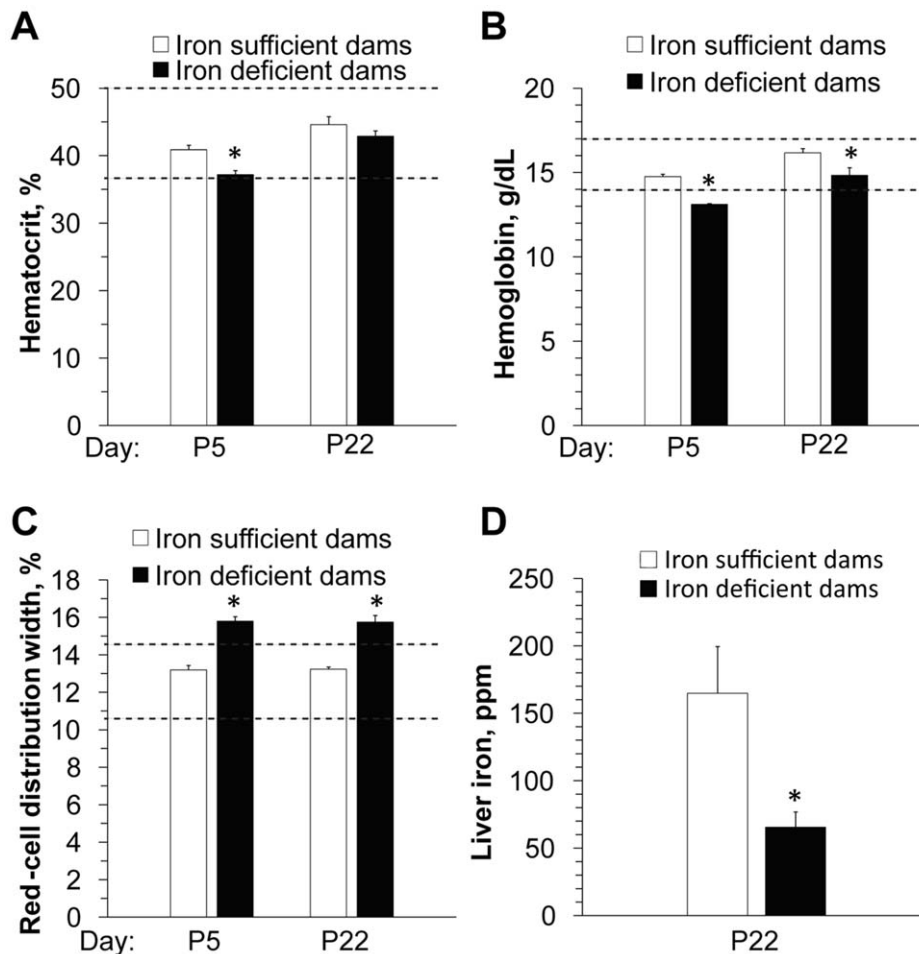 A
Iron sufficient dams
Iron deficient dams
Hematocrit, %
50
40
30
20
10
0
*
Day: P5 P22
B
Iron sufficient dams
Iron deficient dams
Hemoglobin, g/dL
20
15
10
5
0
* *
Day: P5 P22
C
Iron sufficient dams
Iron deficient dams
Red-cell distribution width, %
18
16
14
12
10
8
6
4
2
0
* *
Day: P5 P22
D
Iron sufficient dams
Iron deficient dams
Liver iron, ppm
250
200
150
100
50
0
*
P22